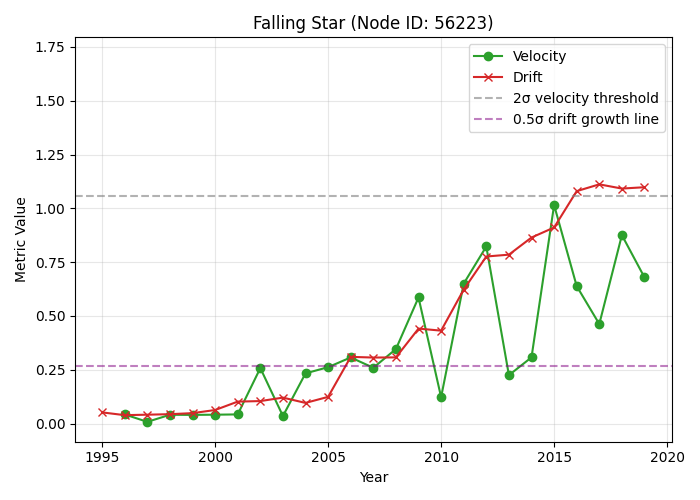 Falling Star (Node ID: 56223)
Velocity
Drift
2σ velocity threshold
0.5σ drift growth line
Metric Value
1.75
1.50
1.25
1.00
0.75
0.50
0.25
0.00
1995
2000
2005
2010
2015
2020
Year